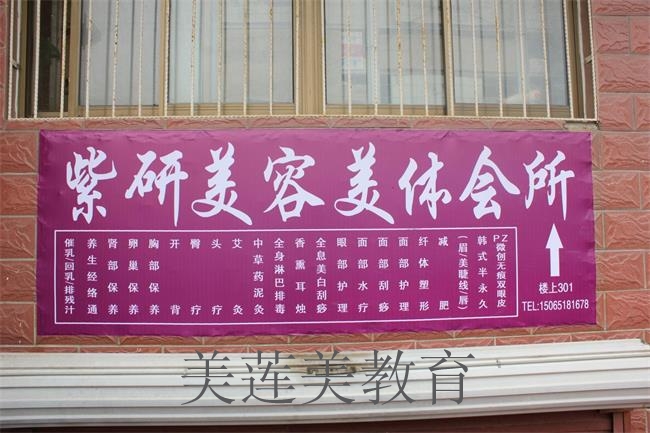 紫研美容美体会所
PZ微创无痕双眼皮
韩式半永久
(眉/美睫线/唇)
减肥
纤体塑形
面部护理
面部刮痧
面部水疗
眼部护理
全息美白刮痧
香熏耳烛
全身淋巴排毒
中草药泥灸
艾灸
头疗
臀疗
开背
胸部保养
卵巢保养
肾部保养
养生经络通
催乳|回乳|排残汁
楼上301
TEL:15065181678
美莲美教育